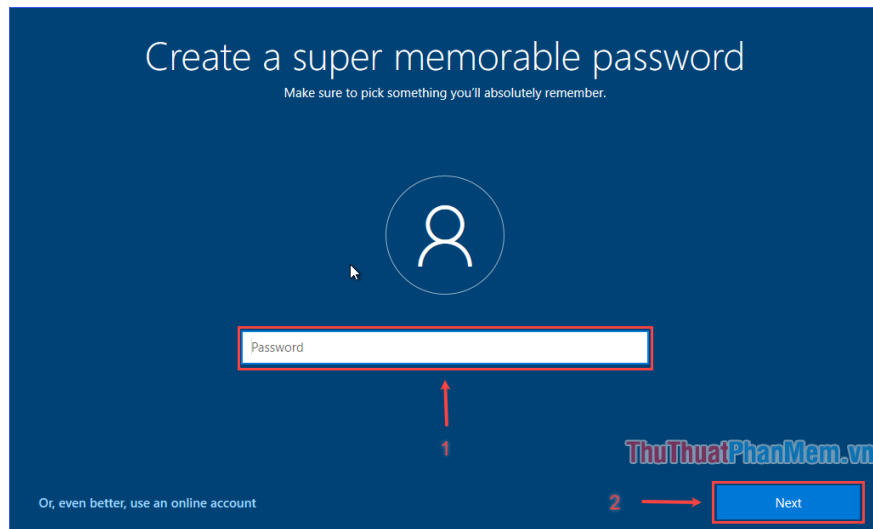 Create a super memorable password
Make sure to pick something you'll absolutely remember.
Password
1
ThuThuatPhanMem.vn
Or, even better, use an online account
2
Next